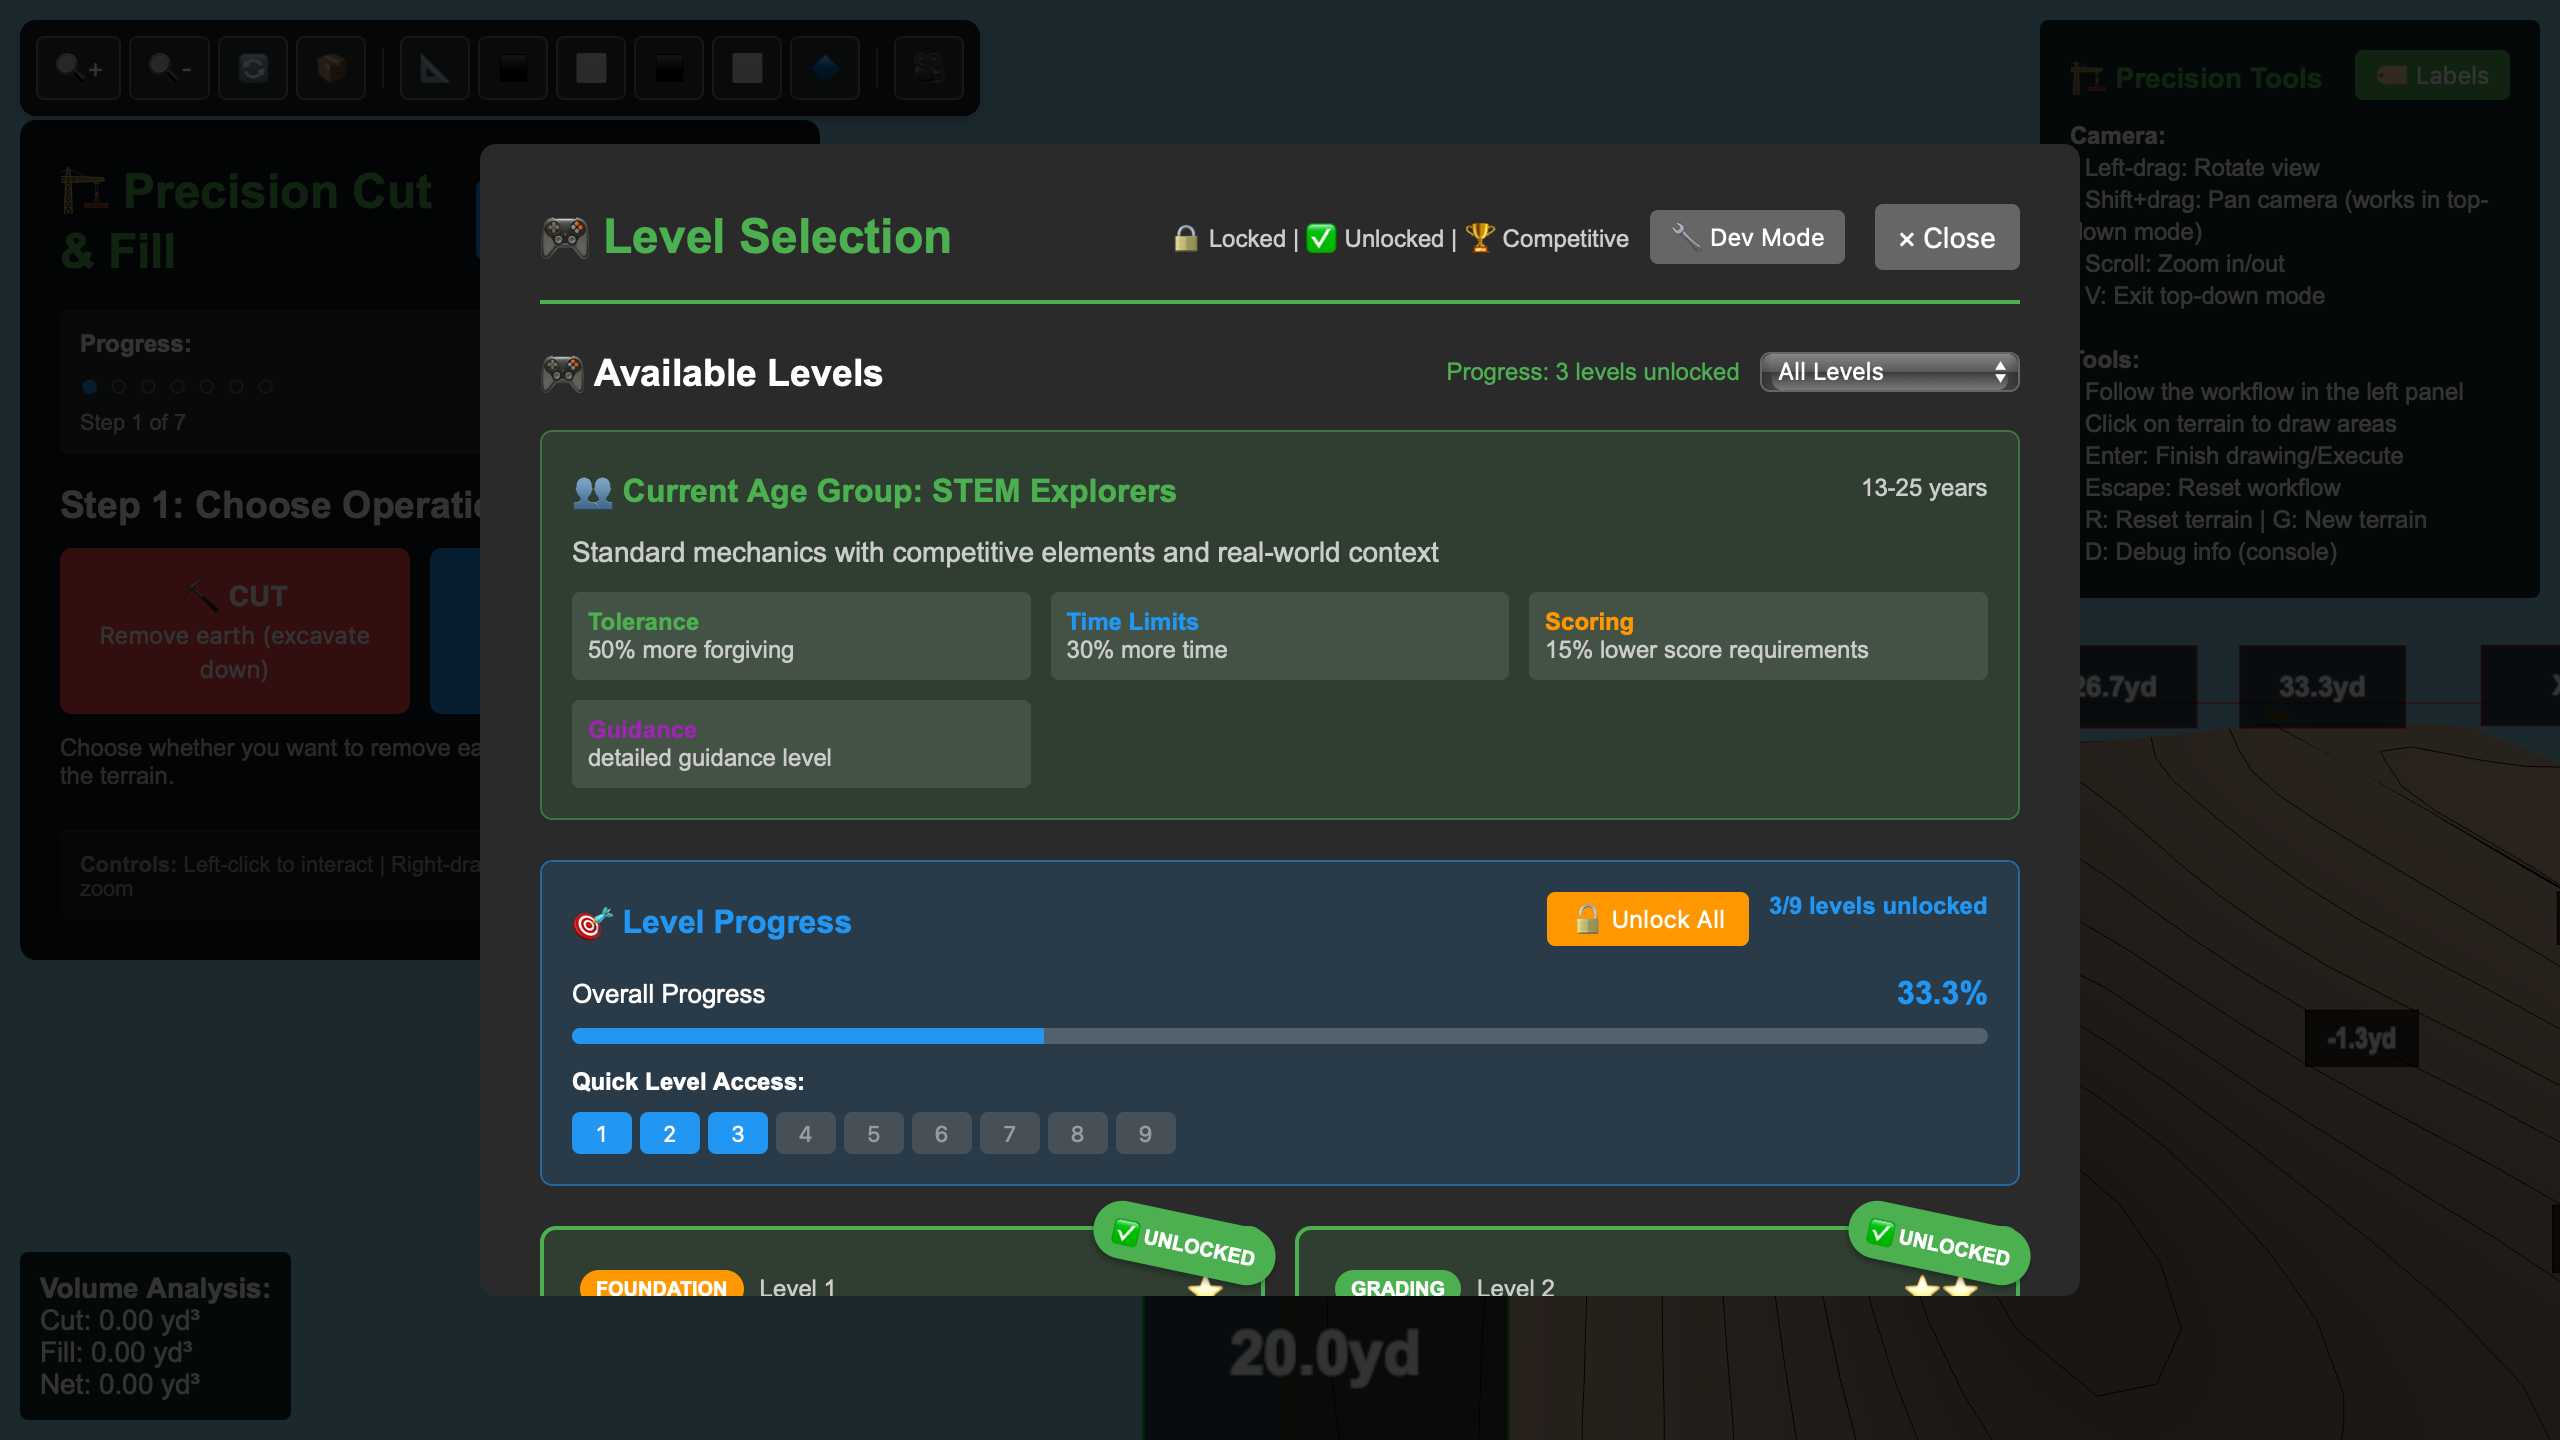 +
-
Precision Cut
& Fill
Progress:
Step 1 of 7
Step 1: Choose Operati
CUT
Remove earth (excavate
down)
Choose whether you want to remove ea
the terrain.
Controls: Left-click to interact | Right-dra
zoom
Volume Analysis:
Cut: 0.00 yd³
Fill: 0.00 yd³
Net: 0.00 yd³
Level Selection
Locked | Unlocked | Competitive
Dev Mode
× Close
Available Levels
Progress: 3 levels unlocked
All Levels
Current Age Group: STEM Explorers
13-25 years
Standard mechanics with competitive elements and real-world context
Tolerance
50% more forgiving
Time Limits
30% more time
Scoring
15% lower score requirements
Guidance
detailed guidance level
Level Progress
Unlock All
3/9 levels unlocked
Overall Progress
33.3%
Quick Level Access:
1 2 3 4 5 6 7 8 9
UNLOCKED
FOUNDATION Level 1
UNLOCKED
GRADING Level 2
Precision Tools
Labels
Camera:
Left-drag: Rotate view
Shift+drag: Pan camera (works in top-
own mode)
Scroll: Zoom in/out
V: Exit top-down mode
ools:
Follow the workflow in the left panel
Click on terrain to draw areas
Enter: Finish drawing/Execute
Escape: Reset workflow
R: Reset terrain | G: New terrain
D: Debug info (console)
26.7yd
33.3yd
-1.3yd
20.0yd